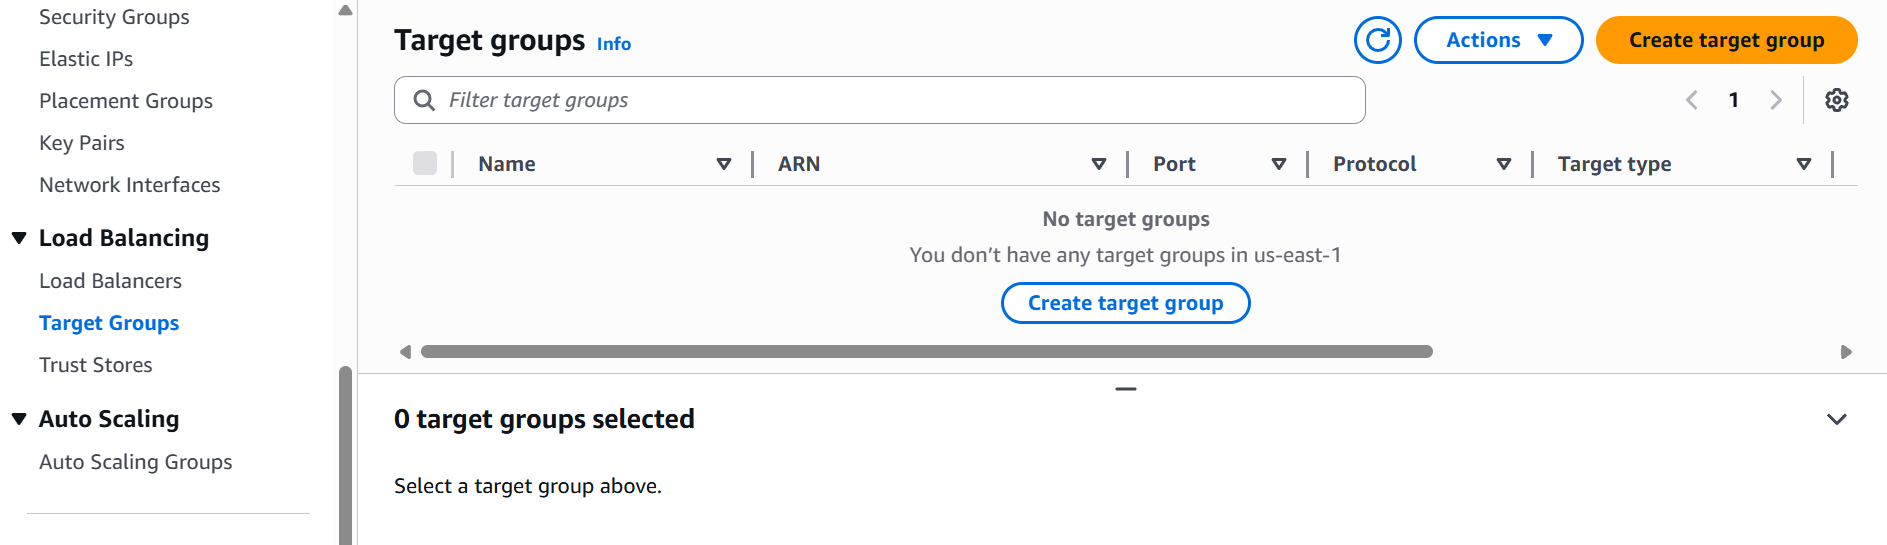 Security Groups
Elastic IPs
Placement Groups
Key Pairs
Network Interfaces
Load Balancing
Load Balancers
Target Groups
Trust Stores
Auto Scaling
Auto Scaling Groups
Target groups Info
Actions
Create target group
Filter target groups
1
Name ARN Port Protocol Target type
No target groups
You don’t have any target groups in us-east-1
Create target group
0 target groups selected
Select a target group above.